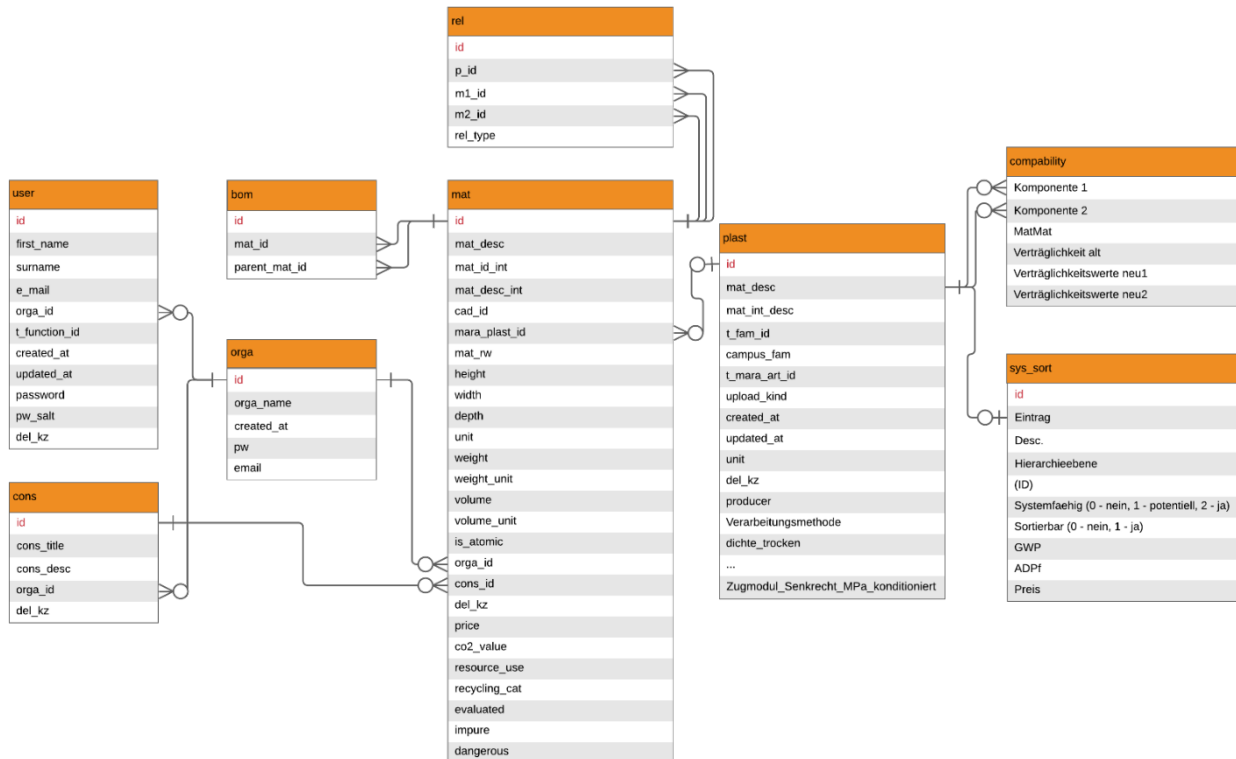 rel
id
p_id
m1_id
m2_id
rel_type
user
id
first_name
surname
e_mail
orga_id
t_function_id
created_at
updated_at
password
pw_salt
del_kz
bom
id
mat_id
parent_mat_id
orga
id
orga_name
created_at
pw
email
cons
id
cons_title
cons_desc
orga_id
del_kz
mat
id
mat_desc
mat_id_int
mat_desc_int
cad_id
mara_plast_id
mat_rw
height
width
depth
unit
weight
weight_unit
volume
volume_unit
is_atomic
orga_id
cons_id
del_kz
price
co2_value
resource_use
recycling_cat
evaluated
impure
dangerous
plast
id
mat_desc
mat_int_desc
t_fam_id
campus_fam
t_mara_art_id
upload_kind
created_at
updated_at
unit
del_kz
producer
Verarbeitungsmethode
dichte_trocken
...
Zugmodul_Senkrecht_MPa_konditioniert
compability
Komponente 1
Komponente 2
MatMat
Verträglichkeit alt
Verträglichkeitswerte neu1
Verträglichkeitswerte neu2
sys_sort
id
Eintrag
Desc.
Hierarchieebene
(ID)
Systemfaehig (0 - nein, 1 - potentiell, 2 - ja)
Sortierbar (0 - nein, 1 - ja)
GWP
ADPf
Preis